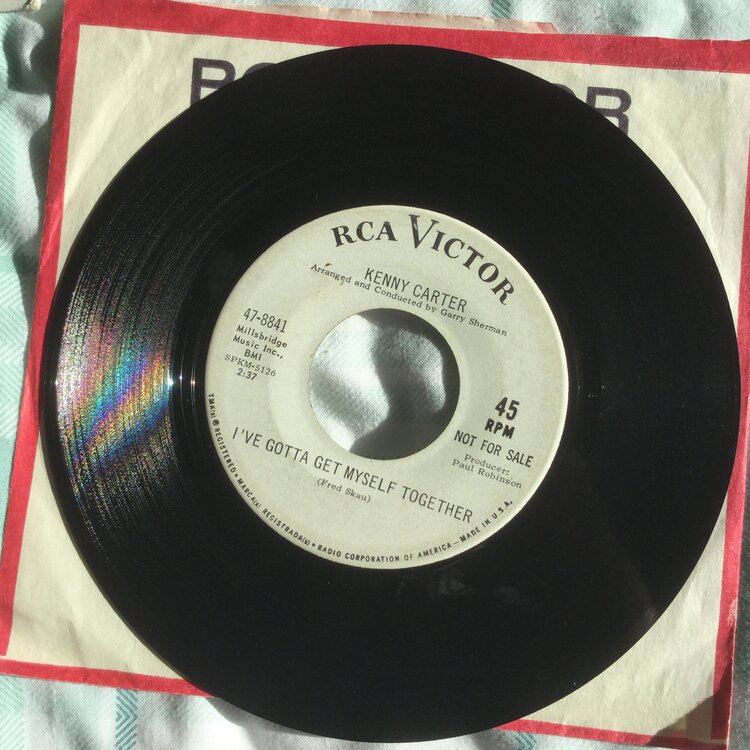 RCA VICTOR
KENNY CARTER
Arranged and Conducted by Garry Sherman
47-8841
Millsbridge
Music Inc.,
BMI
SPKM-5126
2:37
45
RPM
NOT FOR SALE
Producer:
Paul Robinson
I'VE GOTTA GET MYSELF TOGETHER
(Fred Skau)
TMK(s) ® REGISTERED • MARCA(s) REGISTRADA(s) • RADIO CORPORATION OF AMERICA—MADE IN U.S.A.